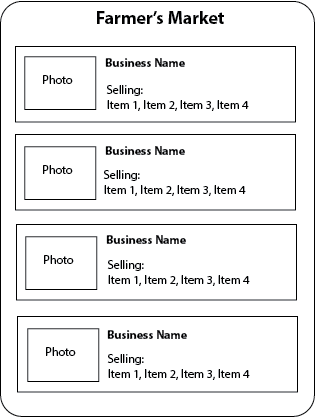 Farmer's Market
Photo
Business Name
Selling:
Item 1, Item 2, Item 3, Item 4
Photo
Business Name
Selling:
Item 1, Item 2, Item 3, Item 4
Photo
Business Name
Selling:
Item 1, Item 2, Item 3, Item 4
Photo
Business Name
Selling:
Item 1, Item 2, Item 3, Item 4